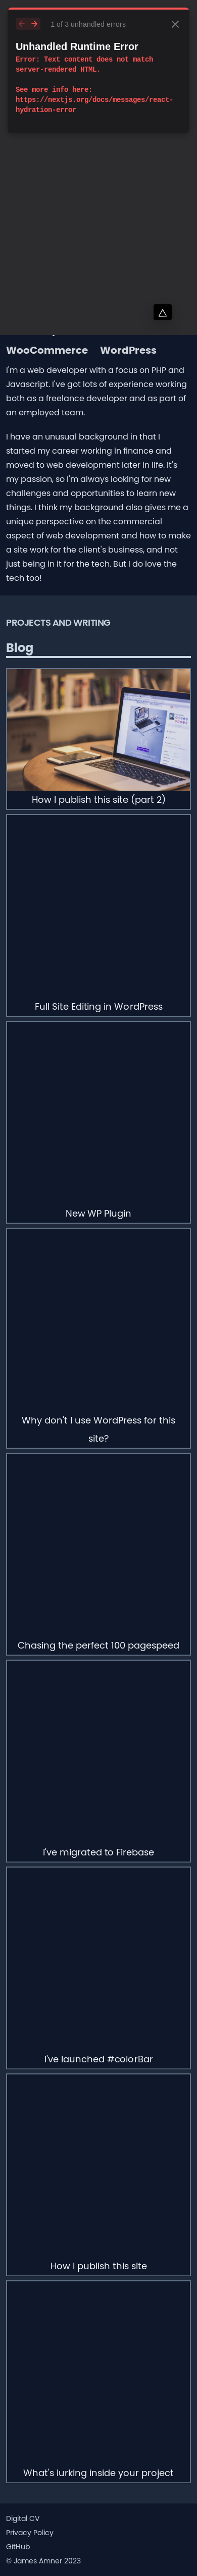 1 of 3 unhandled errors
Unhandled Runtime Error
Error: Text content does not match
server-rendered HTML.
See more info here:
https://nextjs.org/docs/messages/react-
hydration-error
WooCommerce WordPress
I'm a web developer with a focus on PHP and
Javascript. I've got lots of experience working
both as a freelance developer and as part of
an employed team.
I have an unusual background in that I
started my career working in finance and
moved to web development later in life. It's
my passion, so I'm always looking for new
challenges and opportunities to learn new
things. I think my background also gives me a
unique perspective on the commercial
aspect of web development and how to make
a site work for the client's business, and not
just being in it for the tech. But I do love the
tech too!
PROJECTS AND WRITING
Blog
How I publish this site (part 2)
Full Site Editing in WordPress
New WP Plugin
Why don't I use WordPress for this
site?
Chasing the perfect 100 pagespeed
I've migrated to Firebase
I've launched #colorBar
How I publish this site
What's lurking inside your project
Digital CV
Privacy Policy
GitHub
© James Amner 2023